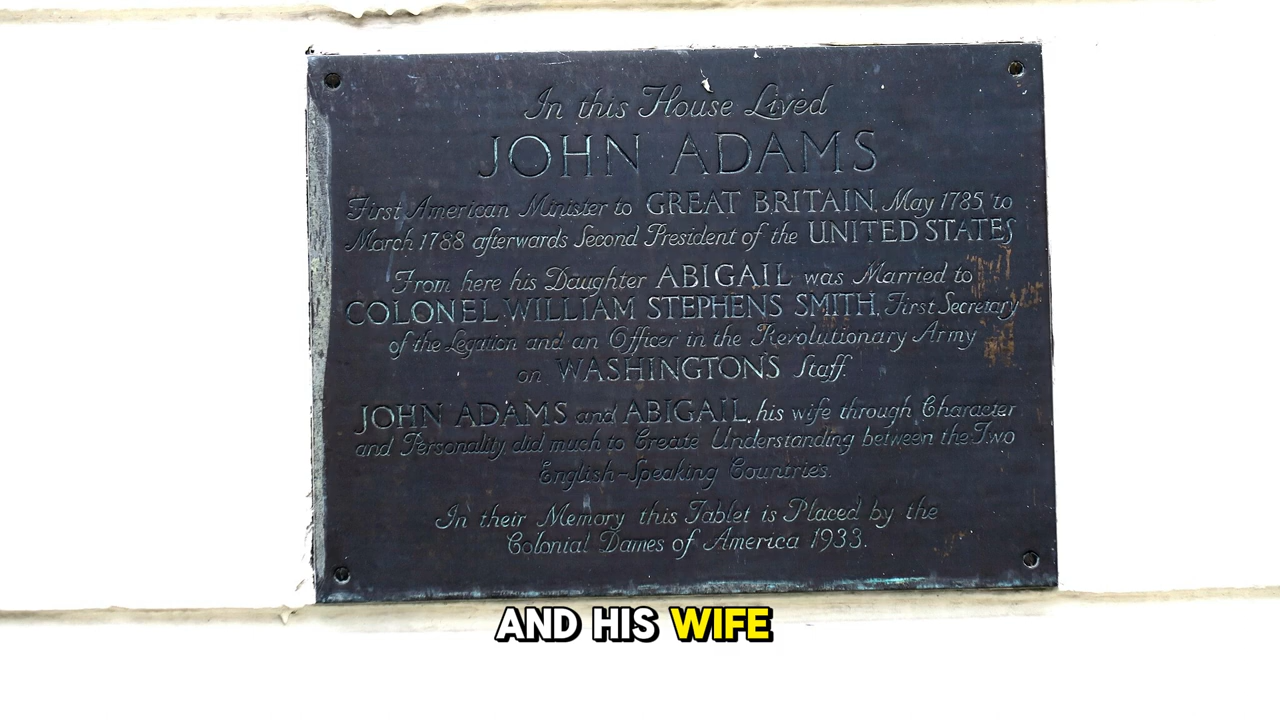 In this House Lived
JOHN ADAMS
First American Minister to GREAT BRITAIN, May 1785, to
March 1788 afterwards Second President of the UNITED STATES
From here his Daughter ABIGAIL was Married to
COLONEL WILLIAM STEPHENS SMITH, First Secretary
of the Legation and an Officer in the Revolutionary Army
on WASHINGTON'S Staff.
JOHN ADAMS and ABIGAIL, his wife through Character
and Personality, did much to Create Understanding between the Two
English-Speaking Countries.
In their Memory this Tablet is Placed by the
Colonial Dames of America 1933.
AND HIS WIFE